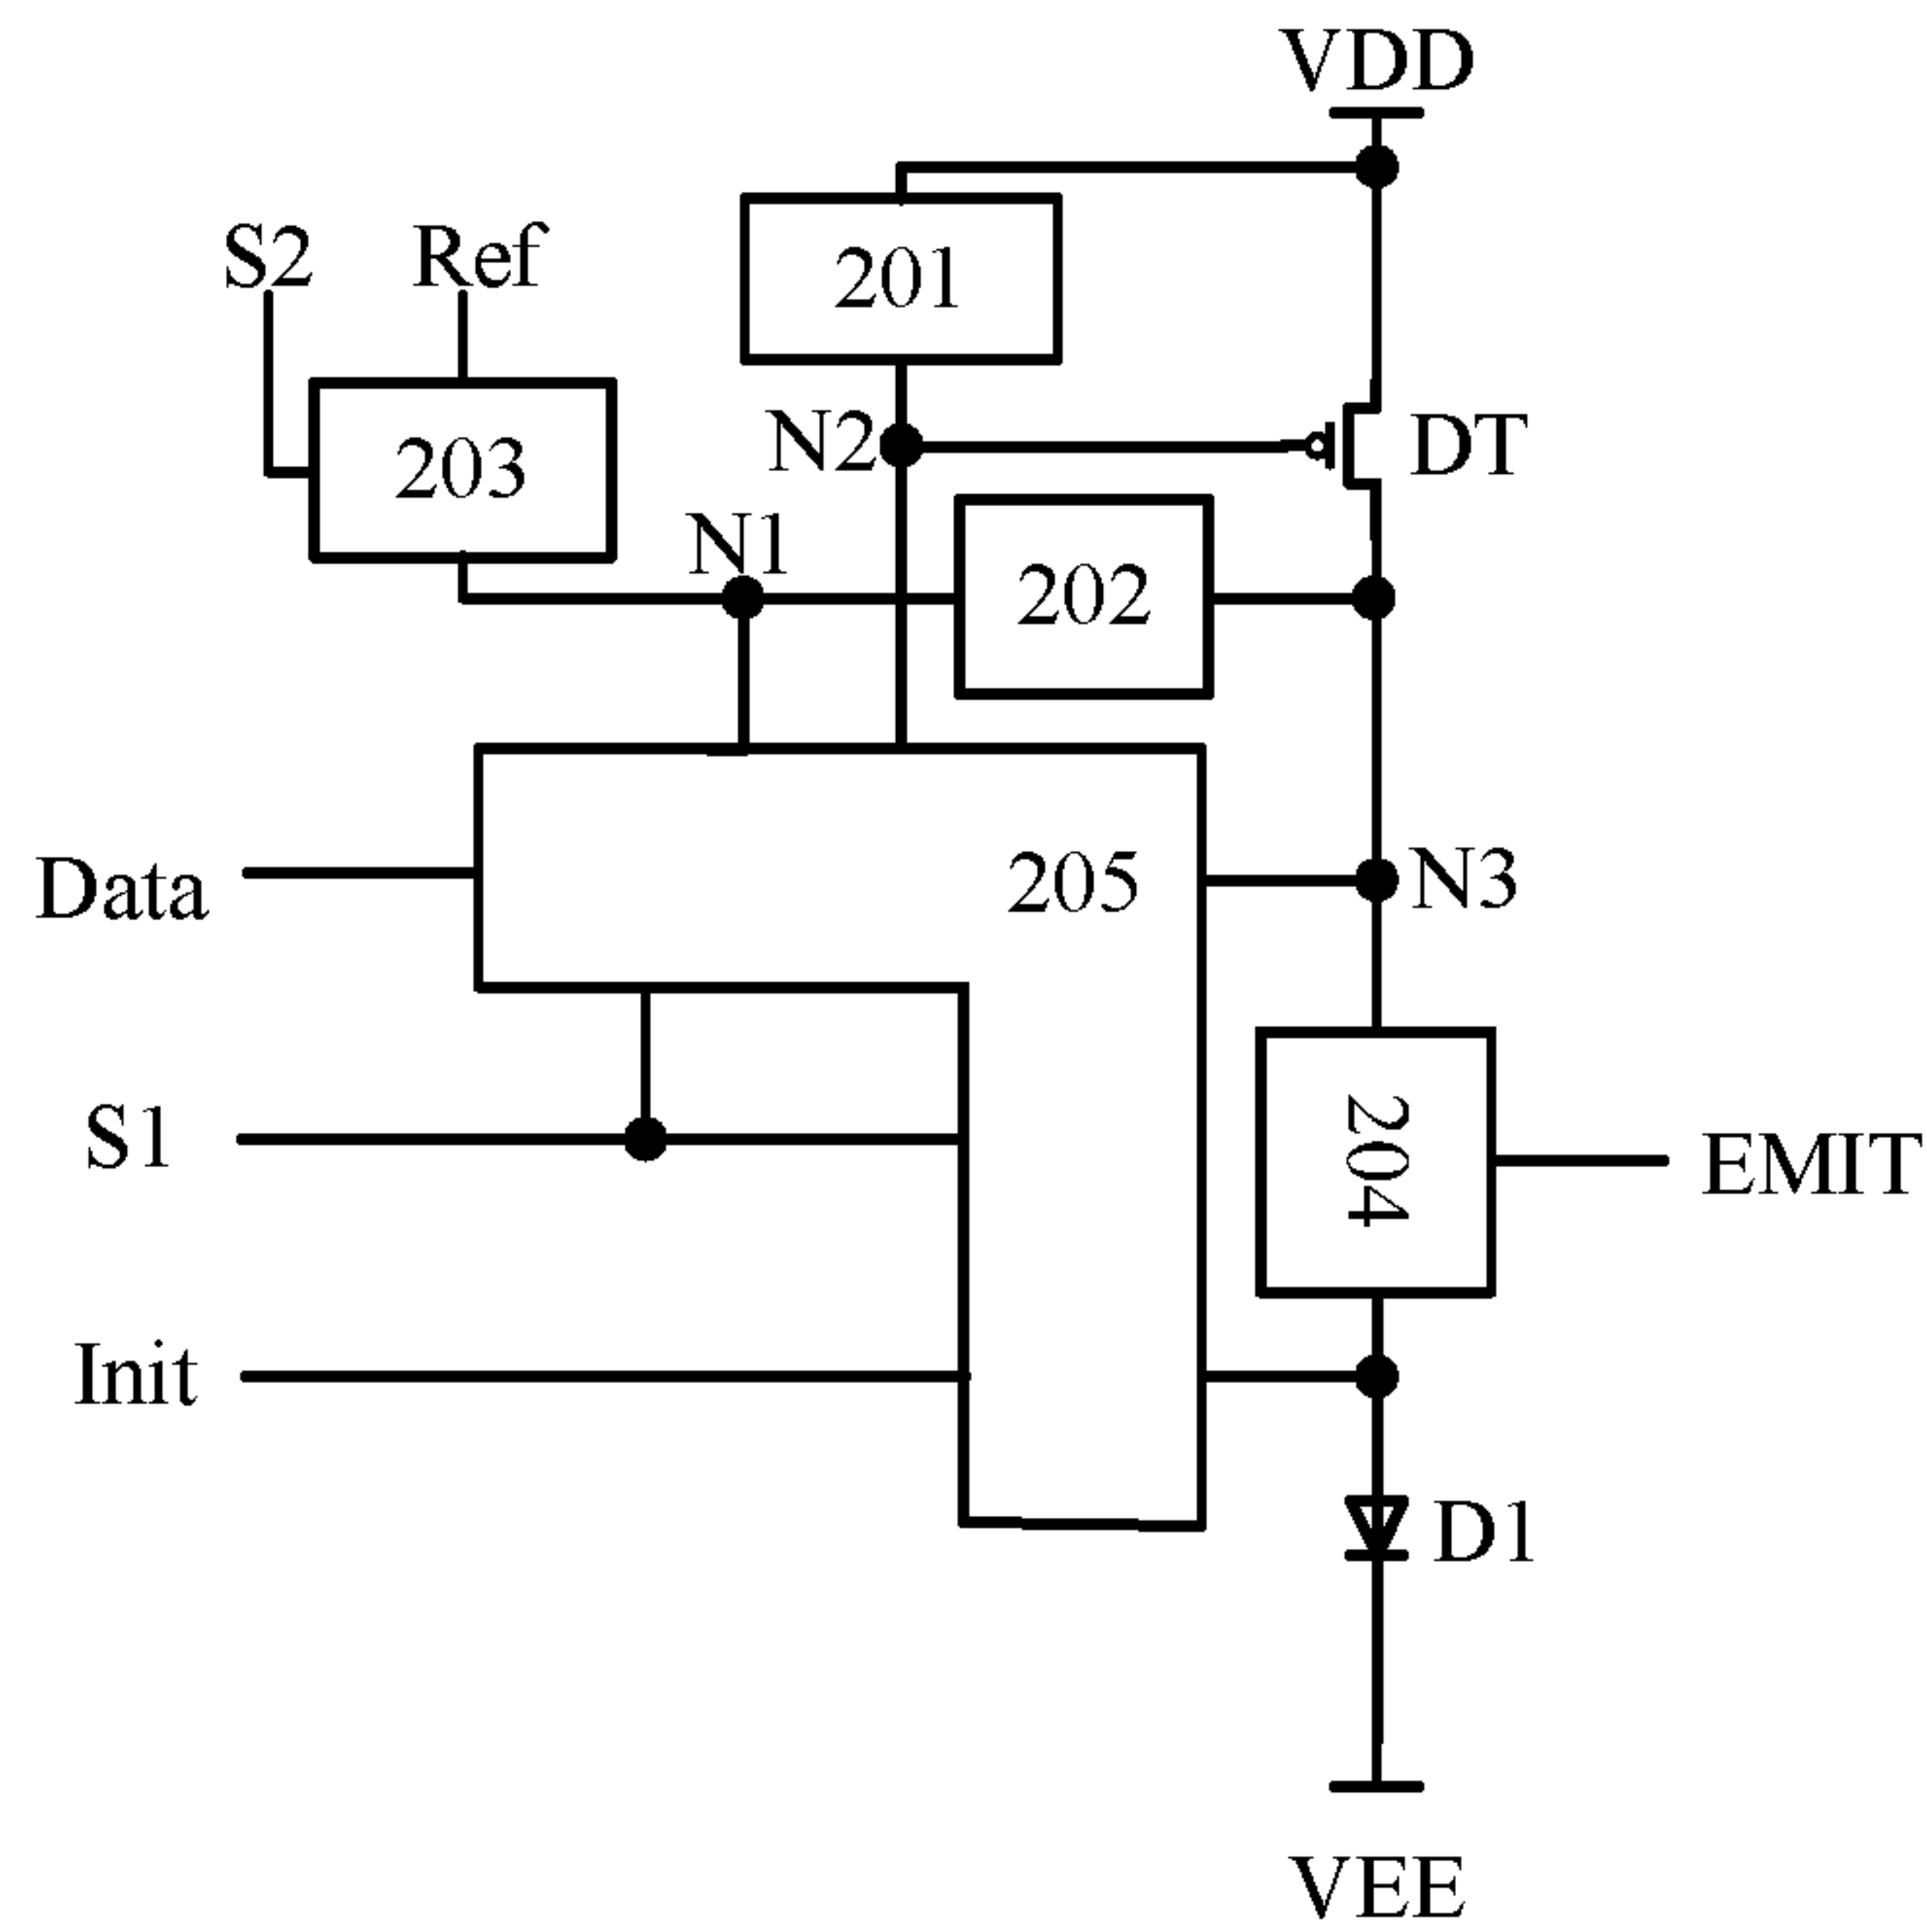 VDD
S2 Ref
201
N2
DT
203
N1
202
Data
205
N3
S1
204
EMIT
Init
D1
VEE